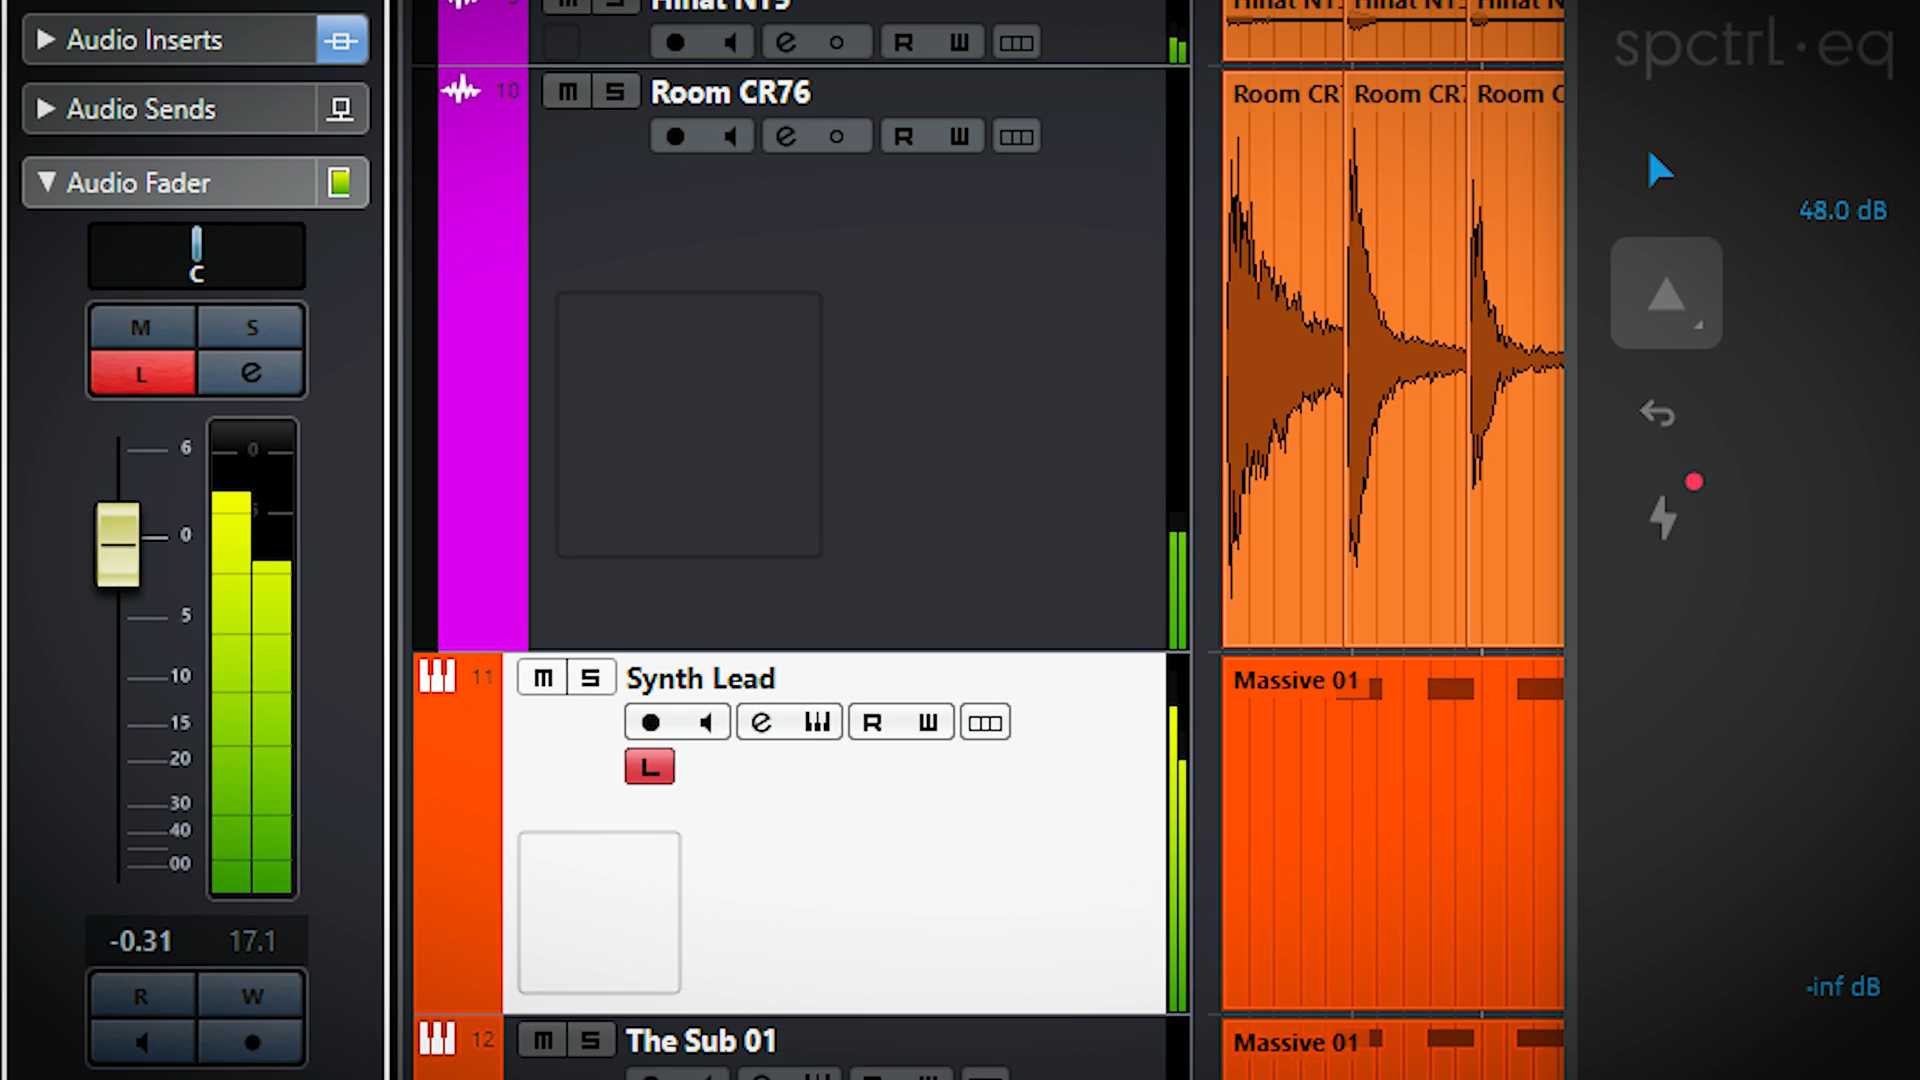 Audio Inserts
Audio Sends
Audio Fader
C
M S
L e
6
0
5
10
15
20
30
40
00
0
-0.31 17.1
R W
M S
e R W
10 M S Room CR76
e R W
11 M S Synth Lead
e R W
L
12 M S The Sub 01
Room CR Room CR7 Room C
Massive 01
Massive 01
spctrl·eq
48.0 dB
-inf dB